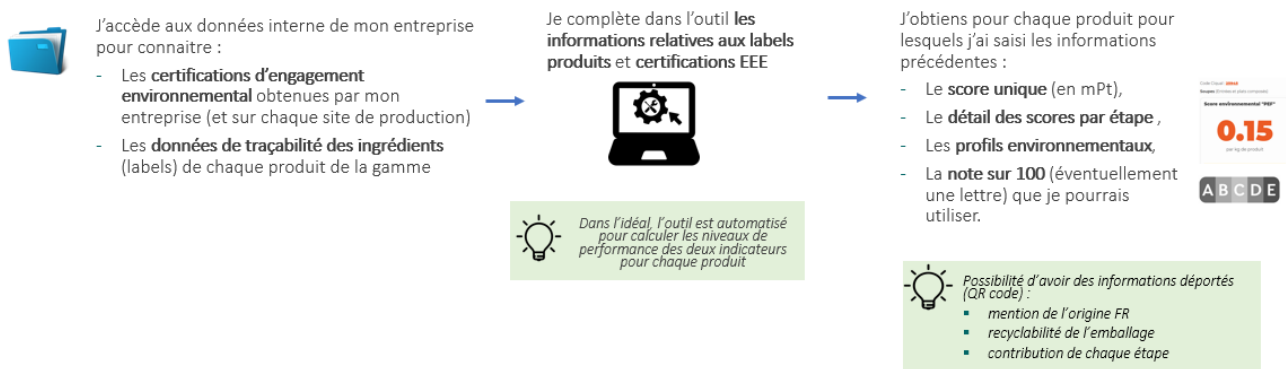 J'accède aux données interne de mon entreprise
pour connaitre :
- Les certifications d'engagement
environnemental obtenues par mon
entreprise (et sur chaque site de production)
- Les données de traçabilité des ingrédients
(labels) de chaque produit de la gamme
Je complète dans l'outil les
informations relatives aux labels
produits et certifications EEE
Dans l'idéal, l'outil est automatisé
pour calculer les niveaux de
performance des deux indicateurs
pour chaque produit
J'obtiens pour chaque produit pour
lesquels j'ai saisi les informations
précédentes :
- Le score unique (en mPt),
- Le détail des scores par étape ,
- Les profils environnementaux,
- La note sur 100 (éventuellement
une lettre) que je pourrais
utiliser.
Score environnemental "PEF"
0.15
par kg de produit
A B C D E
Possibilité d'avoir des informations déportés
(QR code) :
▪ mention de l'origine FR
▪ recyclabilité de l'emballage
▪ contribution de chaque étape